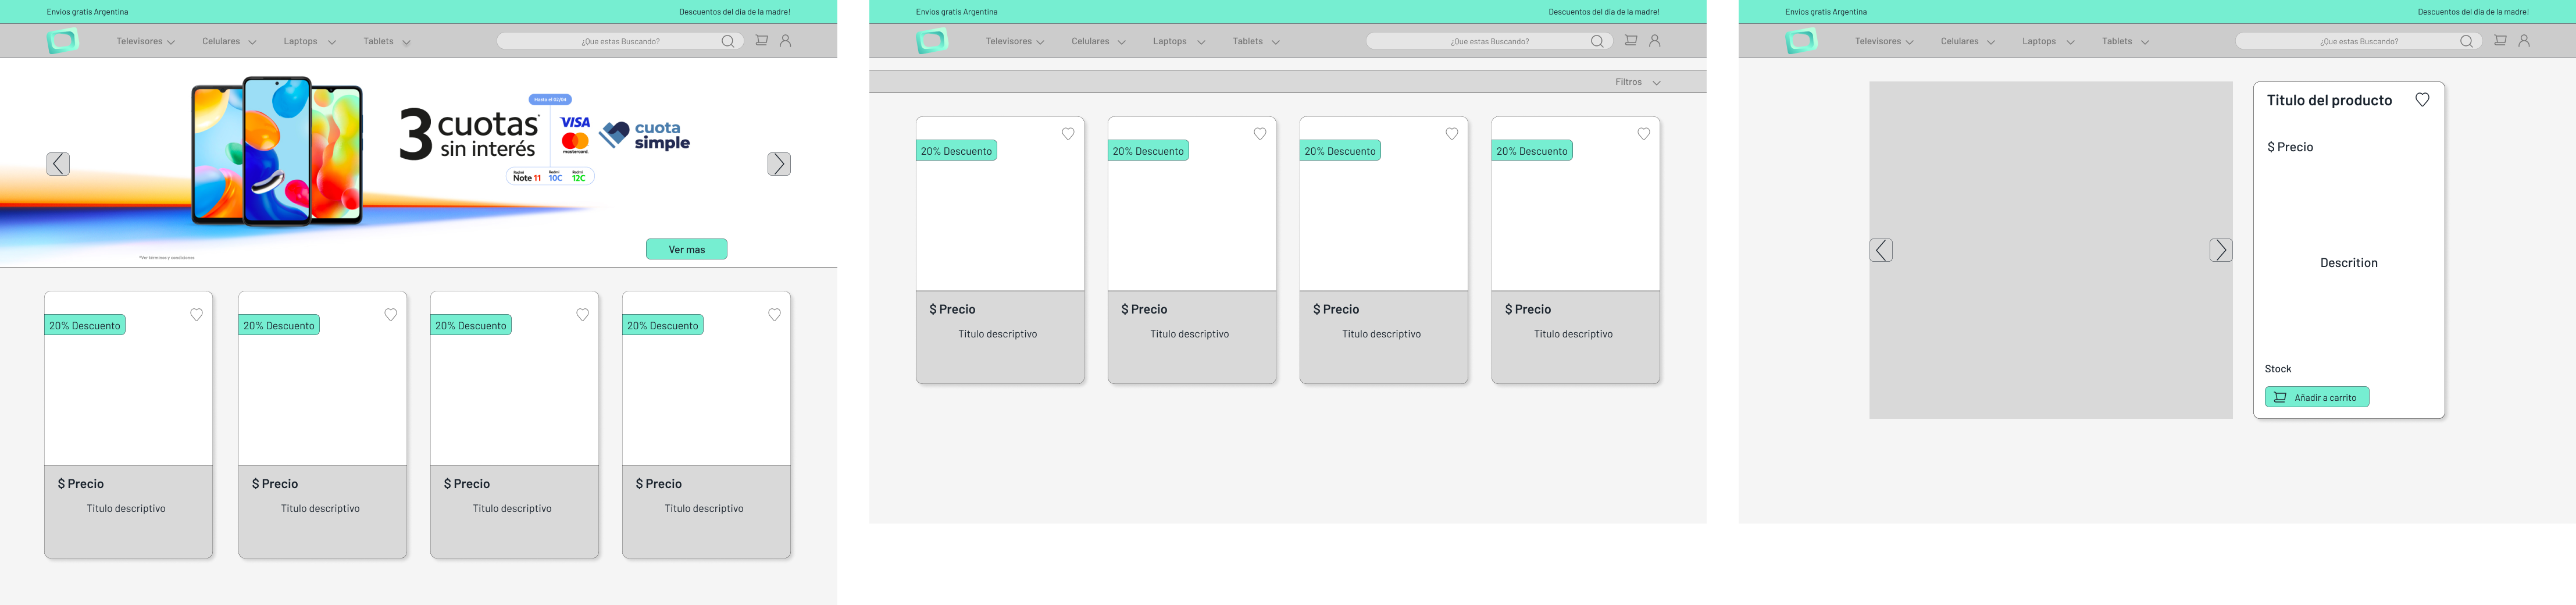 Envios gratis Argentina
Descuentos del dia de la madre!
Televisores
Celulares
Laptops
Tablets
¿Que estas Buscando?
3 cuotas
sin interés
Hasta el 02/04
VISA
mastercard
cuota
simple
Redmi Note 11
Redmi 10C
Redmi 12C
Ver mas
*Ver términos y condiciones
20% Descuento
20% Descuento
20% Descuento
20% Descuento
$ Precio
$ Precio
$ Precio
$ Precio
Titulo descriptivo
Titulo descriptivo
Titulo descriptivo
Titulo descriptivo
Envios gratis Argentina
Descuentos del dia de la madre!
Televisores
Celulares
Laptops
Tablets
¿Que estas Buscando?
Filtros
20% Descuento
20% Descuento
20% Descuento
20% Descuento
$ Precio
$ Precio
$ Precio
$ Precio
Titulo descriptivo
Titulo descriptivo
Titulo descriptivo
Titulo descriptivo
Envios gratis Argentina
Descuentos del dia de la madre!
Televisores
Celulares
Laptops
Tablets
¿Que estas Buscando?
Titulo del producto
$ Precio
Descrition
Stock
Añadir a carrito